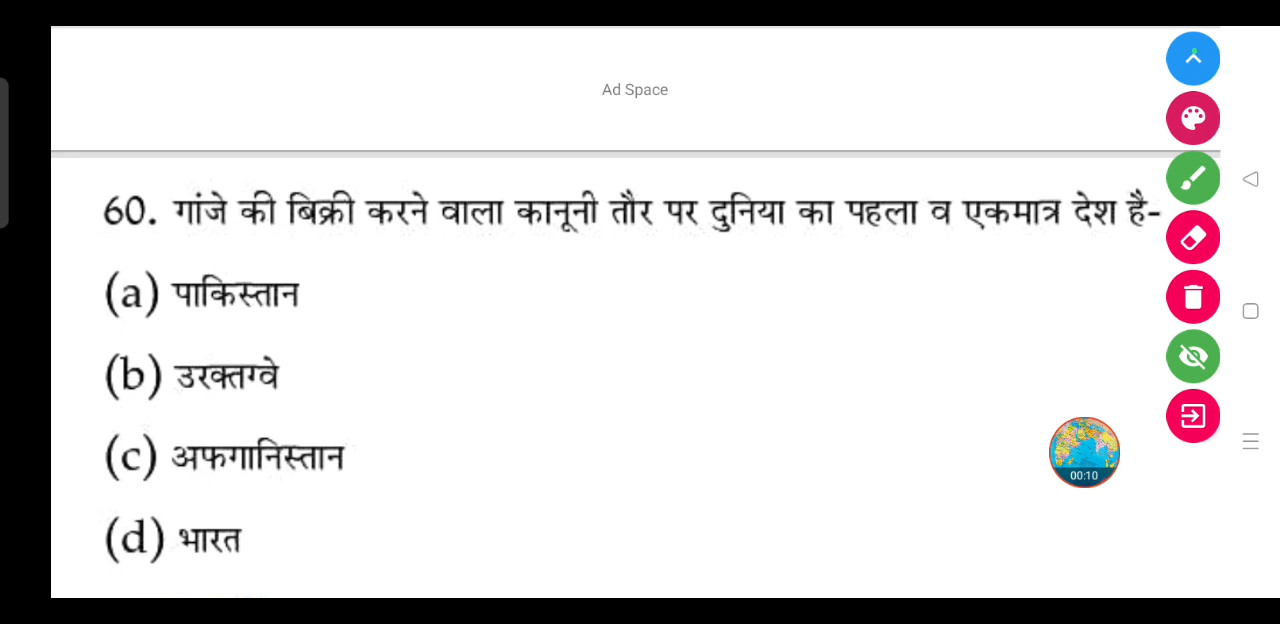 Ad Space
60. गांजे की बिक्री करने वाला कानूनी तौर पर दुनिया का पहला व एकमात्र देश है-
(a) पाकिस्तान
(b) उरक्तग्वे
(c) अफगानिस्तान
00:10
(d) भारत